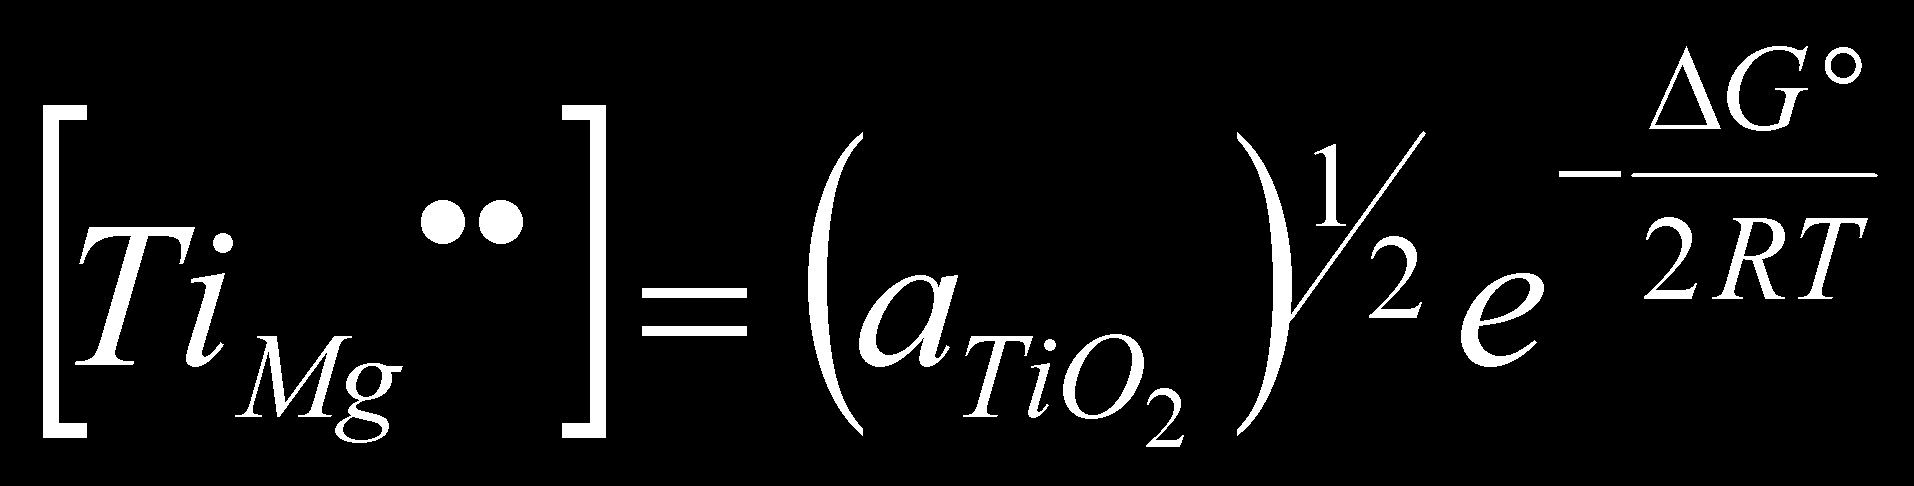 [Ti_Mg^••] = (a_TiO₂)^½ e^(−ΔG°/2RT)